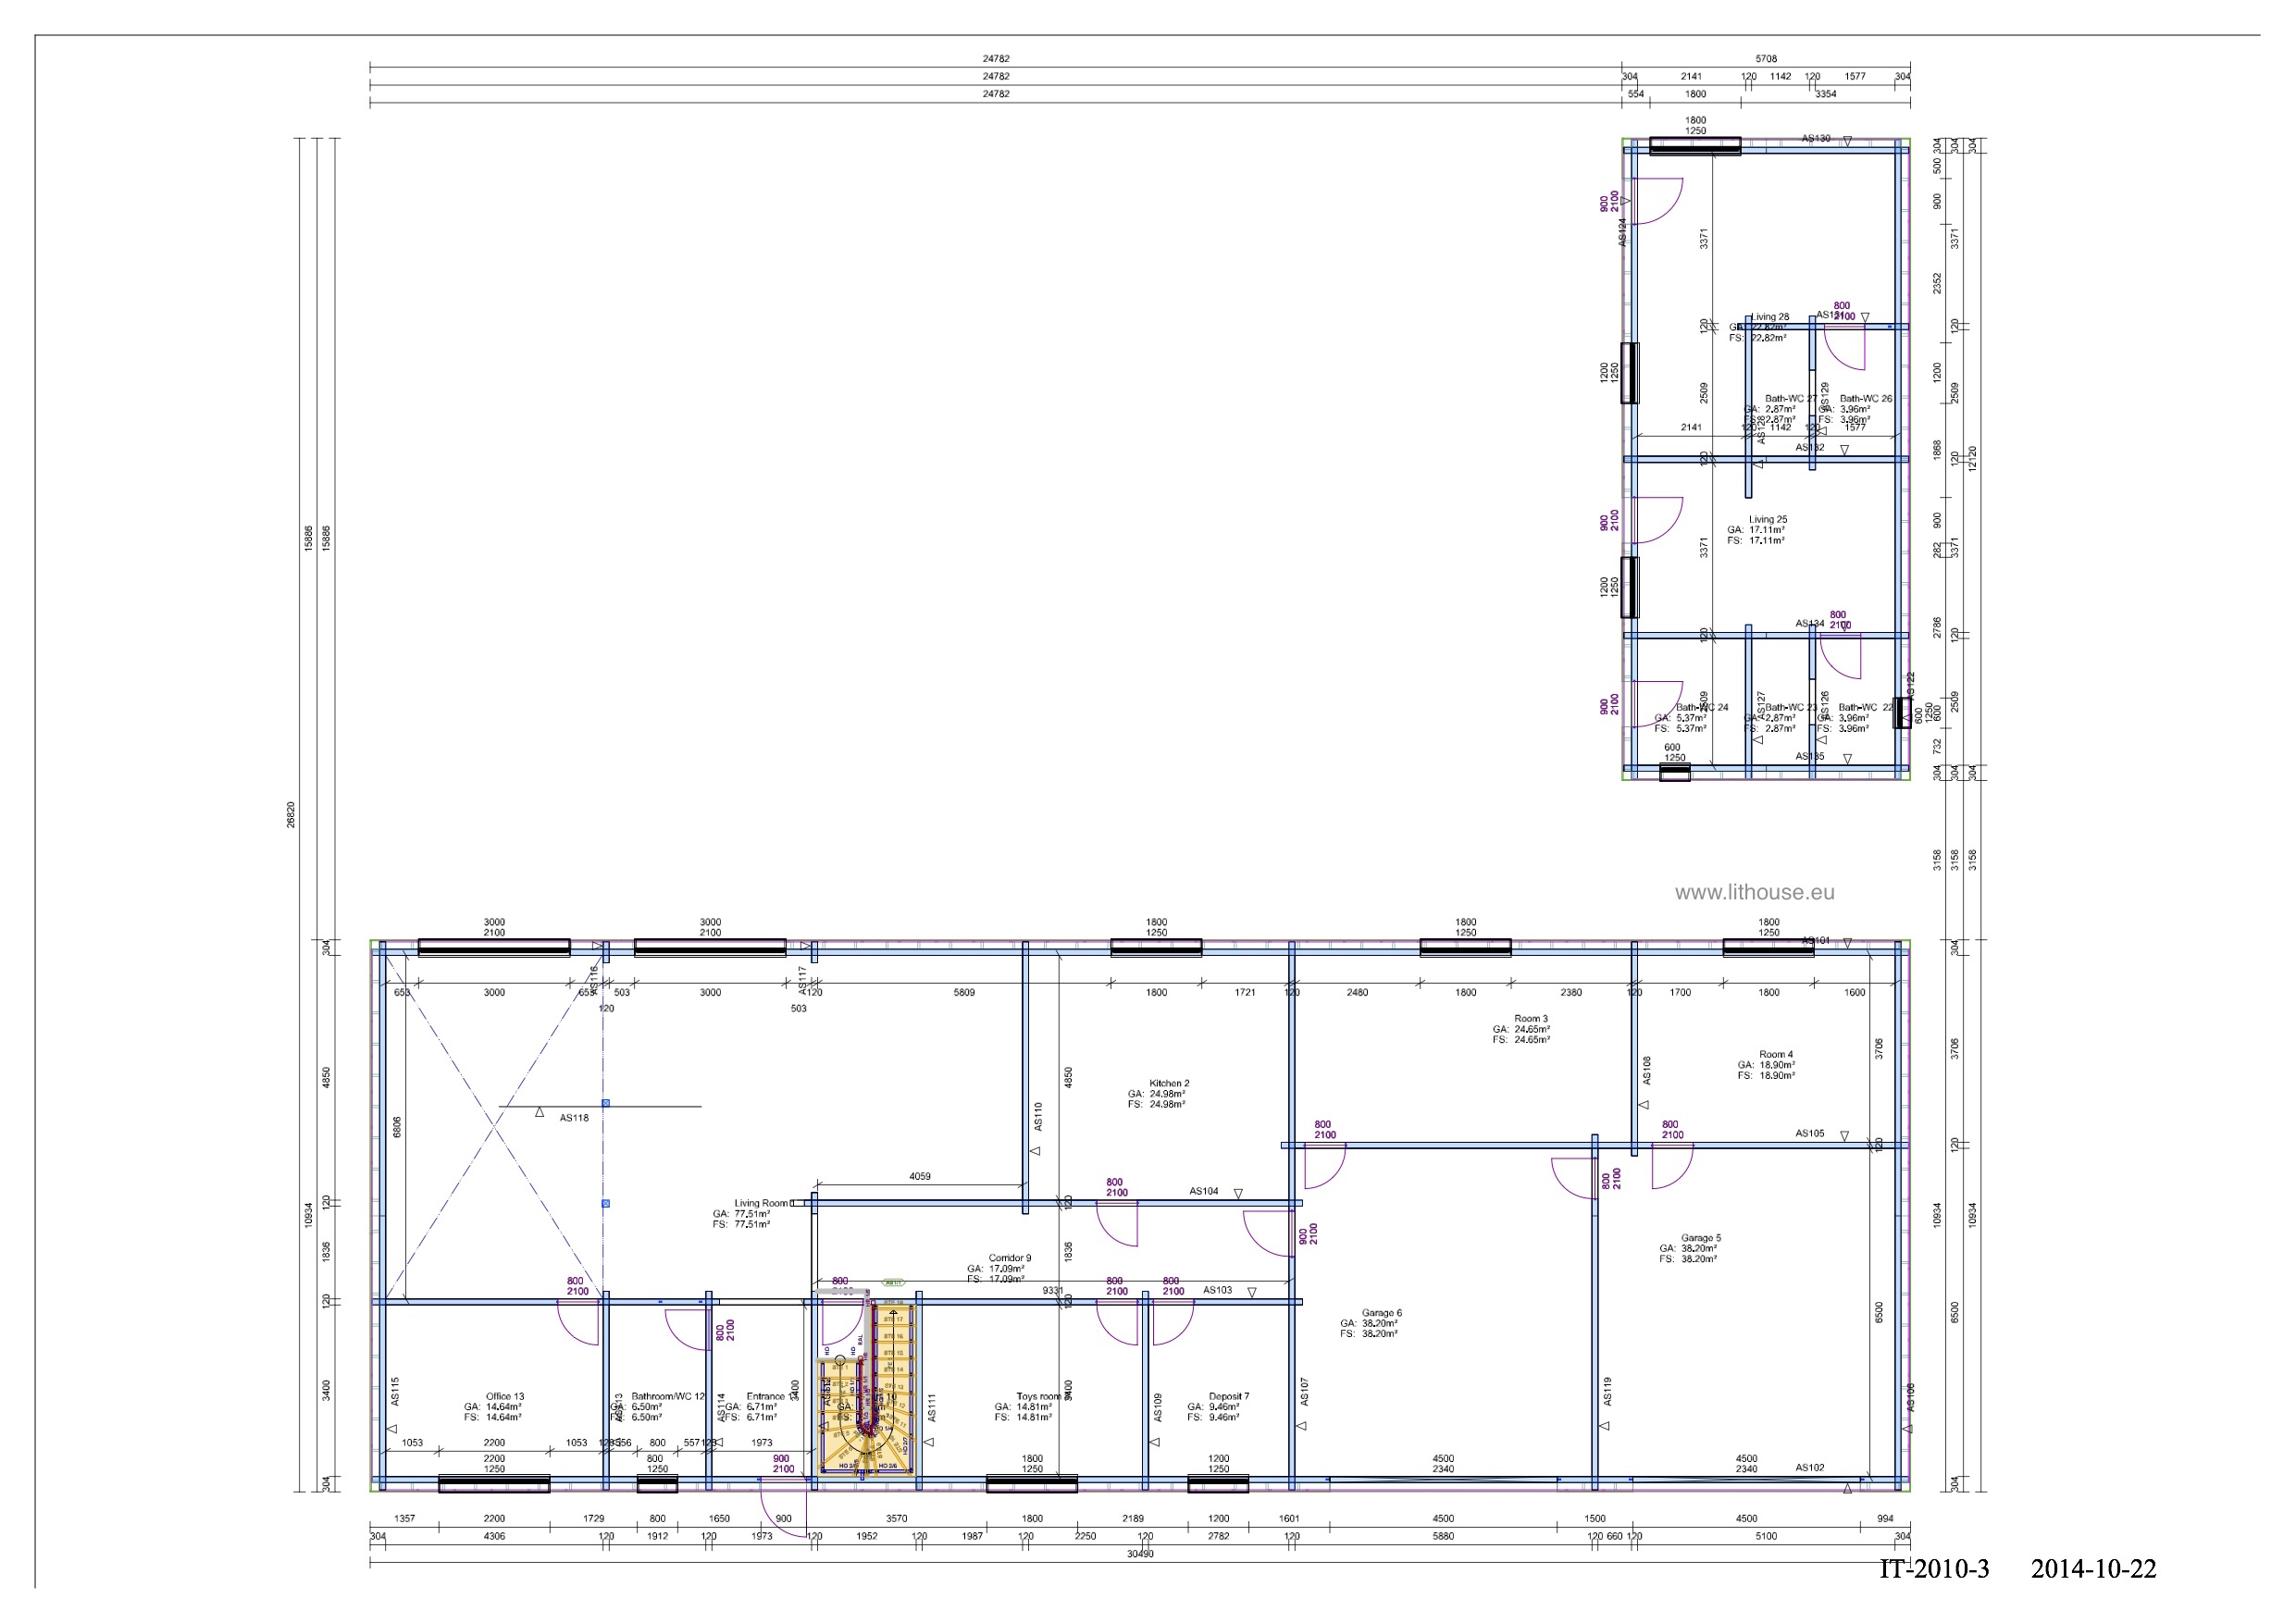 24782
5708
24782
304 2141 120 1142 120 1577 304
24782
554 1800 3354
1800
1250
AS130
900
2100
AS124
3371
120
2509
120
3371
120
2509
800
2100
Living 28
GA: 22.82m²
FS: 22.82m²
1200
1250
Bath-WC 27
GA: 2.87m²
FS: 2.87m²
AS129
Bath-WC 26
GA: 3.96m²
FS: 3.96m²
2141 120 1142 120 1577
AS132
900
2100
Living 25
GA: 17.11m²
FS: 17.11m²
1200
1250
800
2100
AS134
900
2100
Bath-WC 24
GA: 5.37m²
FS: 5.37m²
AS127
Bath-WC 23
GA: 2.87m²
FS: 2.87m²
AS126
Bath-WC 22
GA: 3.96m²
FS: 3.96m²
AS122
600
1250
600
1250
AS135
304 500 900 2352 1200 1868 900 282 2786 600 732 304 3158 10934
304 3371 120 2509 120 3371 120 2509 304 3158 304 3706 120 6500 304
304 12120 304 3158 10934
26820
15886
10934
15886
304 4850 120 1836 120 3400 304
www.lithouse.eu
3000
2100
3000
2100
1800
1250
1800
1250
1800
1250
AS101
AS116
AS117
653 3000 653 503 3000 120 5809 1800 1721 120 2480 1800 2380 120 1700 1800 1600
120
503
6806
4850
3706
Room 3
GA: 24.65m²
FS: 24.65m²
Room 4
GA: 18.90m²
FS: 18.90m²
AS108
Kitchen 2
GA: 24.98m²
FS: 24.98m²
AS118
AS110
800
2100
800
2100
AS105
120
4059
800
2100
AS104
800
2100
Living Room
GA: 77.51m²
FS: 77.51m²
120
900
2100
1836
Corridor 9
GA: 17.09m²
FS: 17.09m²
Garage 5
GA: 38.20m²
FS: 38.20m²
800
2100
800
800
2100
800
2100
9331
AS103
120
Garage 6
GA: 38.20m²
FS: 38.20m²
6500
800
2100
AS115
Office 13
GA: 14.64m²
FS: 14.64m²
Bathroom/WC 12
GA: 6.50m²
FS: 6.50m²
AS114
Entrance
GA: 6.71m²
FS: 6.71m²
3400
AS111
Toys room
GA: 14.81m²
FS: 14.81m²
3400
AS109
Deposit 7
GA: 9.46m²
FS: 9.46m²
AS107
AS119
AS106
1053 2200 1053 556 800 557 1973
2200
1250
800
1250
900
2100
1800
1250
1200
1250
4500
2340
4500
2340
AS102
1357 2200 1729 800 1650 900 3570 1800 2189 1200 1601 4500 1500 4500 994
304 4306 120 1912 120 1973 120 1952 120 1987 120 2250 120 2782 120 5880 120 660 120 5100 304
30490
IT-2010-3 2014-10-22